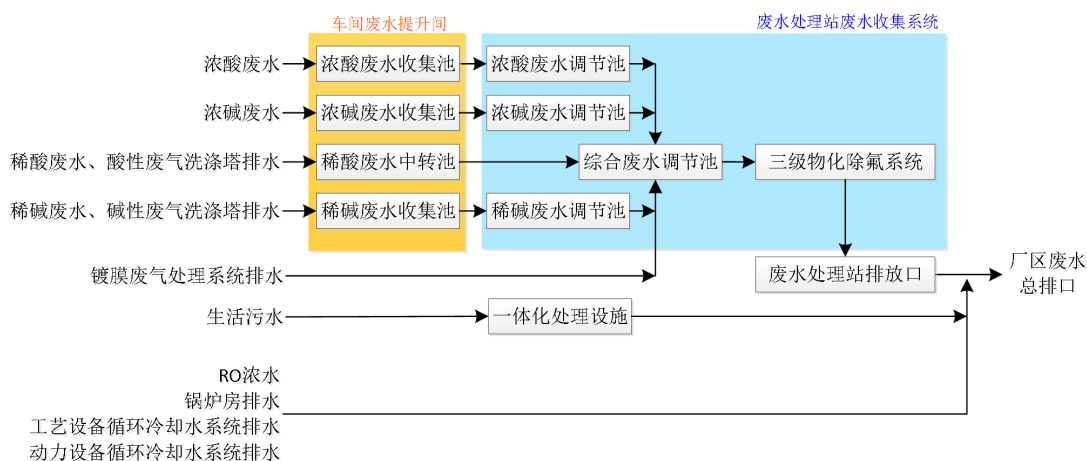 车间废水提升间
废水处理站废水收集系统
浓酸废水
浓酸废水收集池
浓酸废水调节池
浓碱废水
浓碱废水收集池
浓碱废水调节池
稀酸废水、酸性废气洗涤塔排水
稀酸废水中转池
综合废水调节池
三级物化除氟系统
稀碱废水、碱性废气洗涤塔排水
稀碱废水收集池
稀碱废水调节池
镀膜废气处理系统排水
废水处理站排放口
厂区废水
总排口
生活污水
一体化处理设施
RO浓水
锅炉房排水
工艺设备循环冷却水系统排水
动力设备循环冷却水系统排水